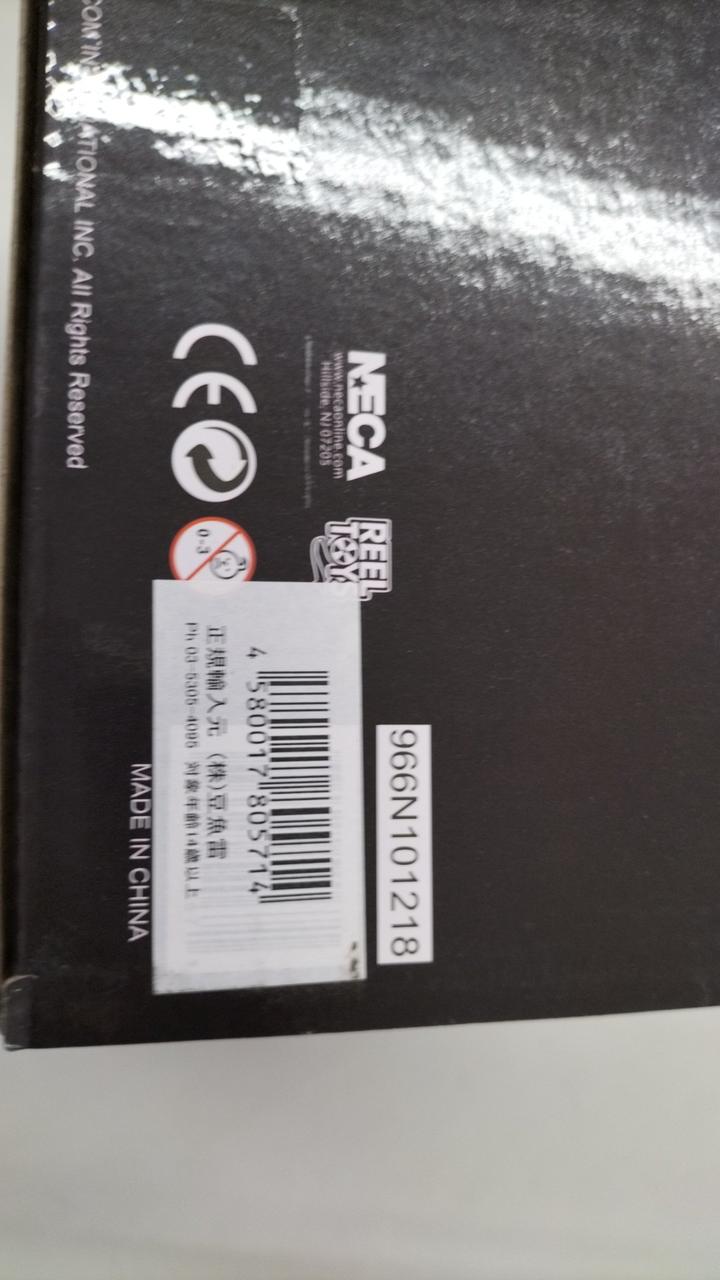 COMIN
ATIONAL INC. All Rights Reserved
NECA
www.necaonline.com
Hillside, NJ 07205
REEL
TOYS
CE
0-3
966N101218
4 580017 805714
正規輸入元 (株)豆魚雷
Ph 03-5305-4095 対象年齢14歳以上
MADE IN CHINA